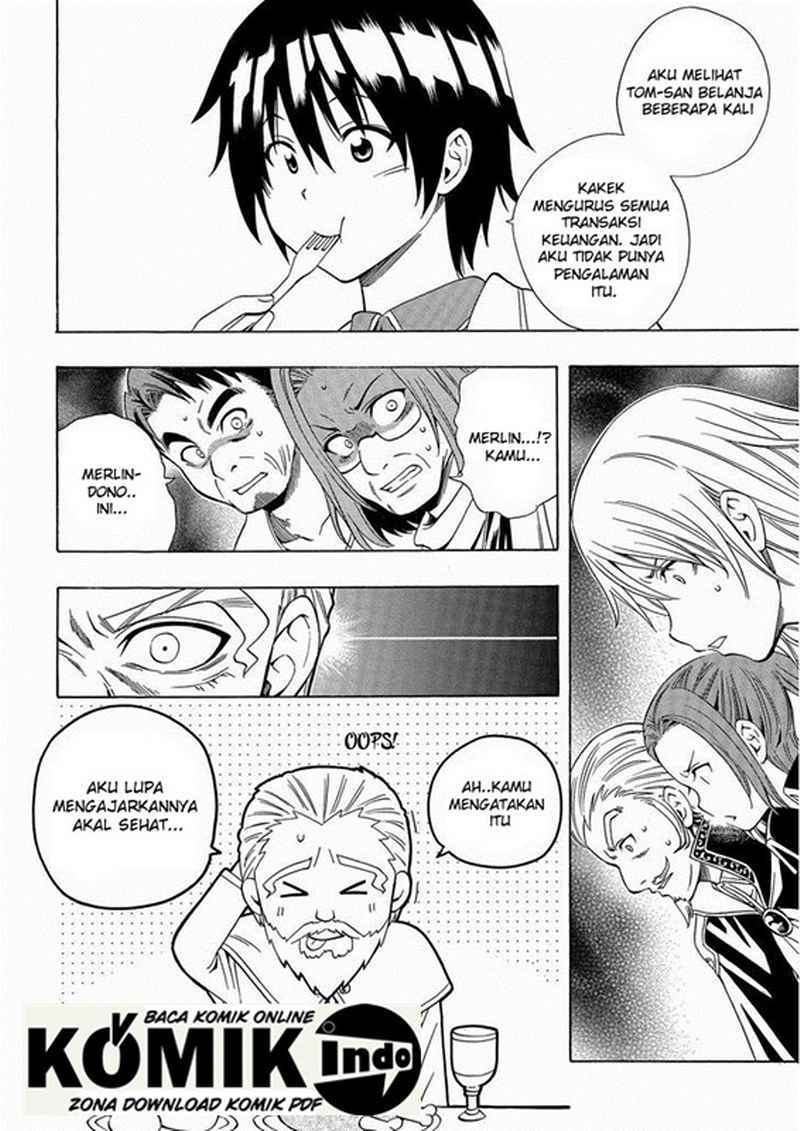 AKU MELIHAT
TOM-SAN BELANJA
BEBERAPA KALI
KAKEK
MENGURUS SEMUA
TRANSAKSI
KEUANGAN. JADI
AKU TIDAK PUNYA
PENGALAMAN
ITU.
MERLIN...!?
KAMU...
MERLIN-
DONO..
INI...
OOPS!
AH..KAMU
MENGATAKAN
ITU
AKU LUPA
MENGAJARKANNYA
AKAL SEHAT...
BACA KOMIK ONLINE
KOMIK Indo
ZONA DOWNLOAD KOMIK PDF